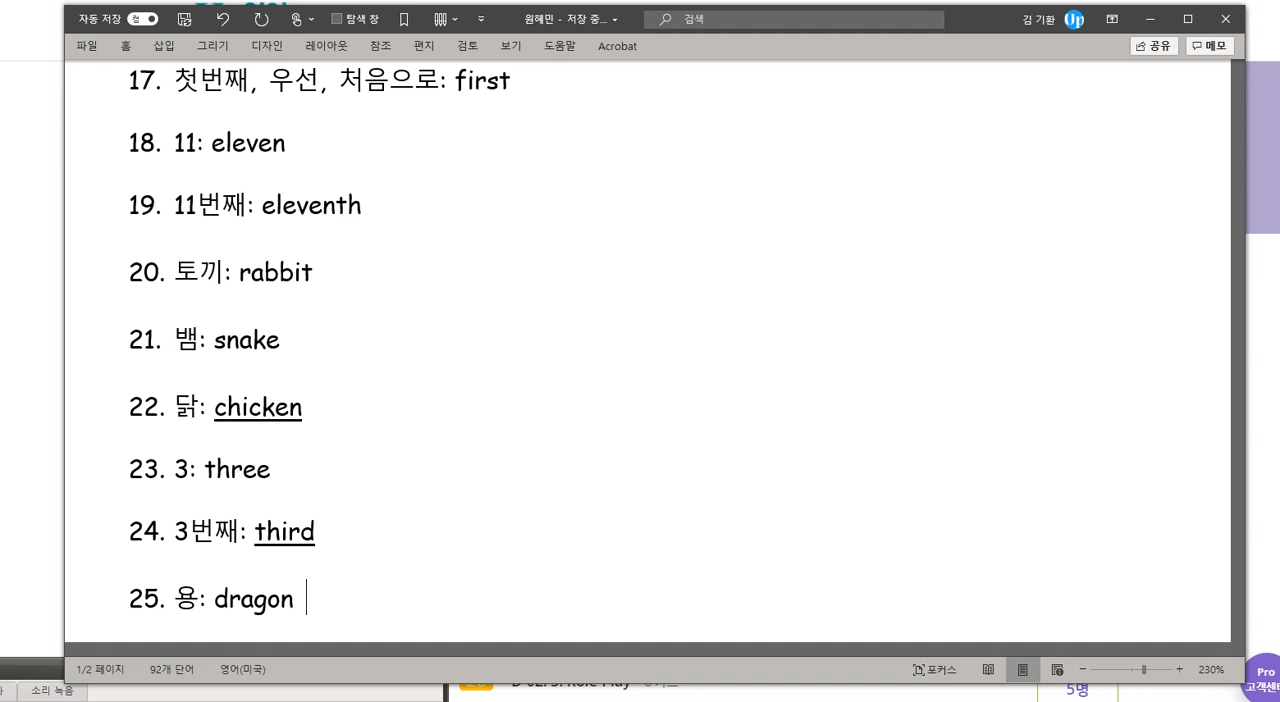 자동 저장 컴 탐색 창 원혜민 - 저장 중... 검색 김 기환 Up
파일 홈 삽입 그리기 디자인 레이아웃 참조 편지 검토 보기 도움말 Acrobat 공유 메모
17. 첫번째, 우선, 처음으로: first
18. 11: eleven
19. 11번째: eleventh
20. 토끼: rabbit
21. 뱀: snake
22. 닭: chicken
23. 3: three
24. 3번째: third
25. 용: dragon
1/2 페이지 92개 단어 영어(미국) 포커스 230%
소리 녹음
5명
Pro
고객센터